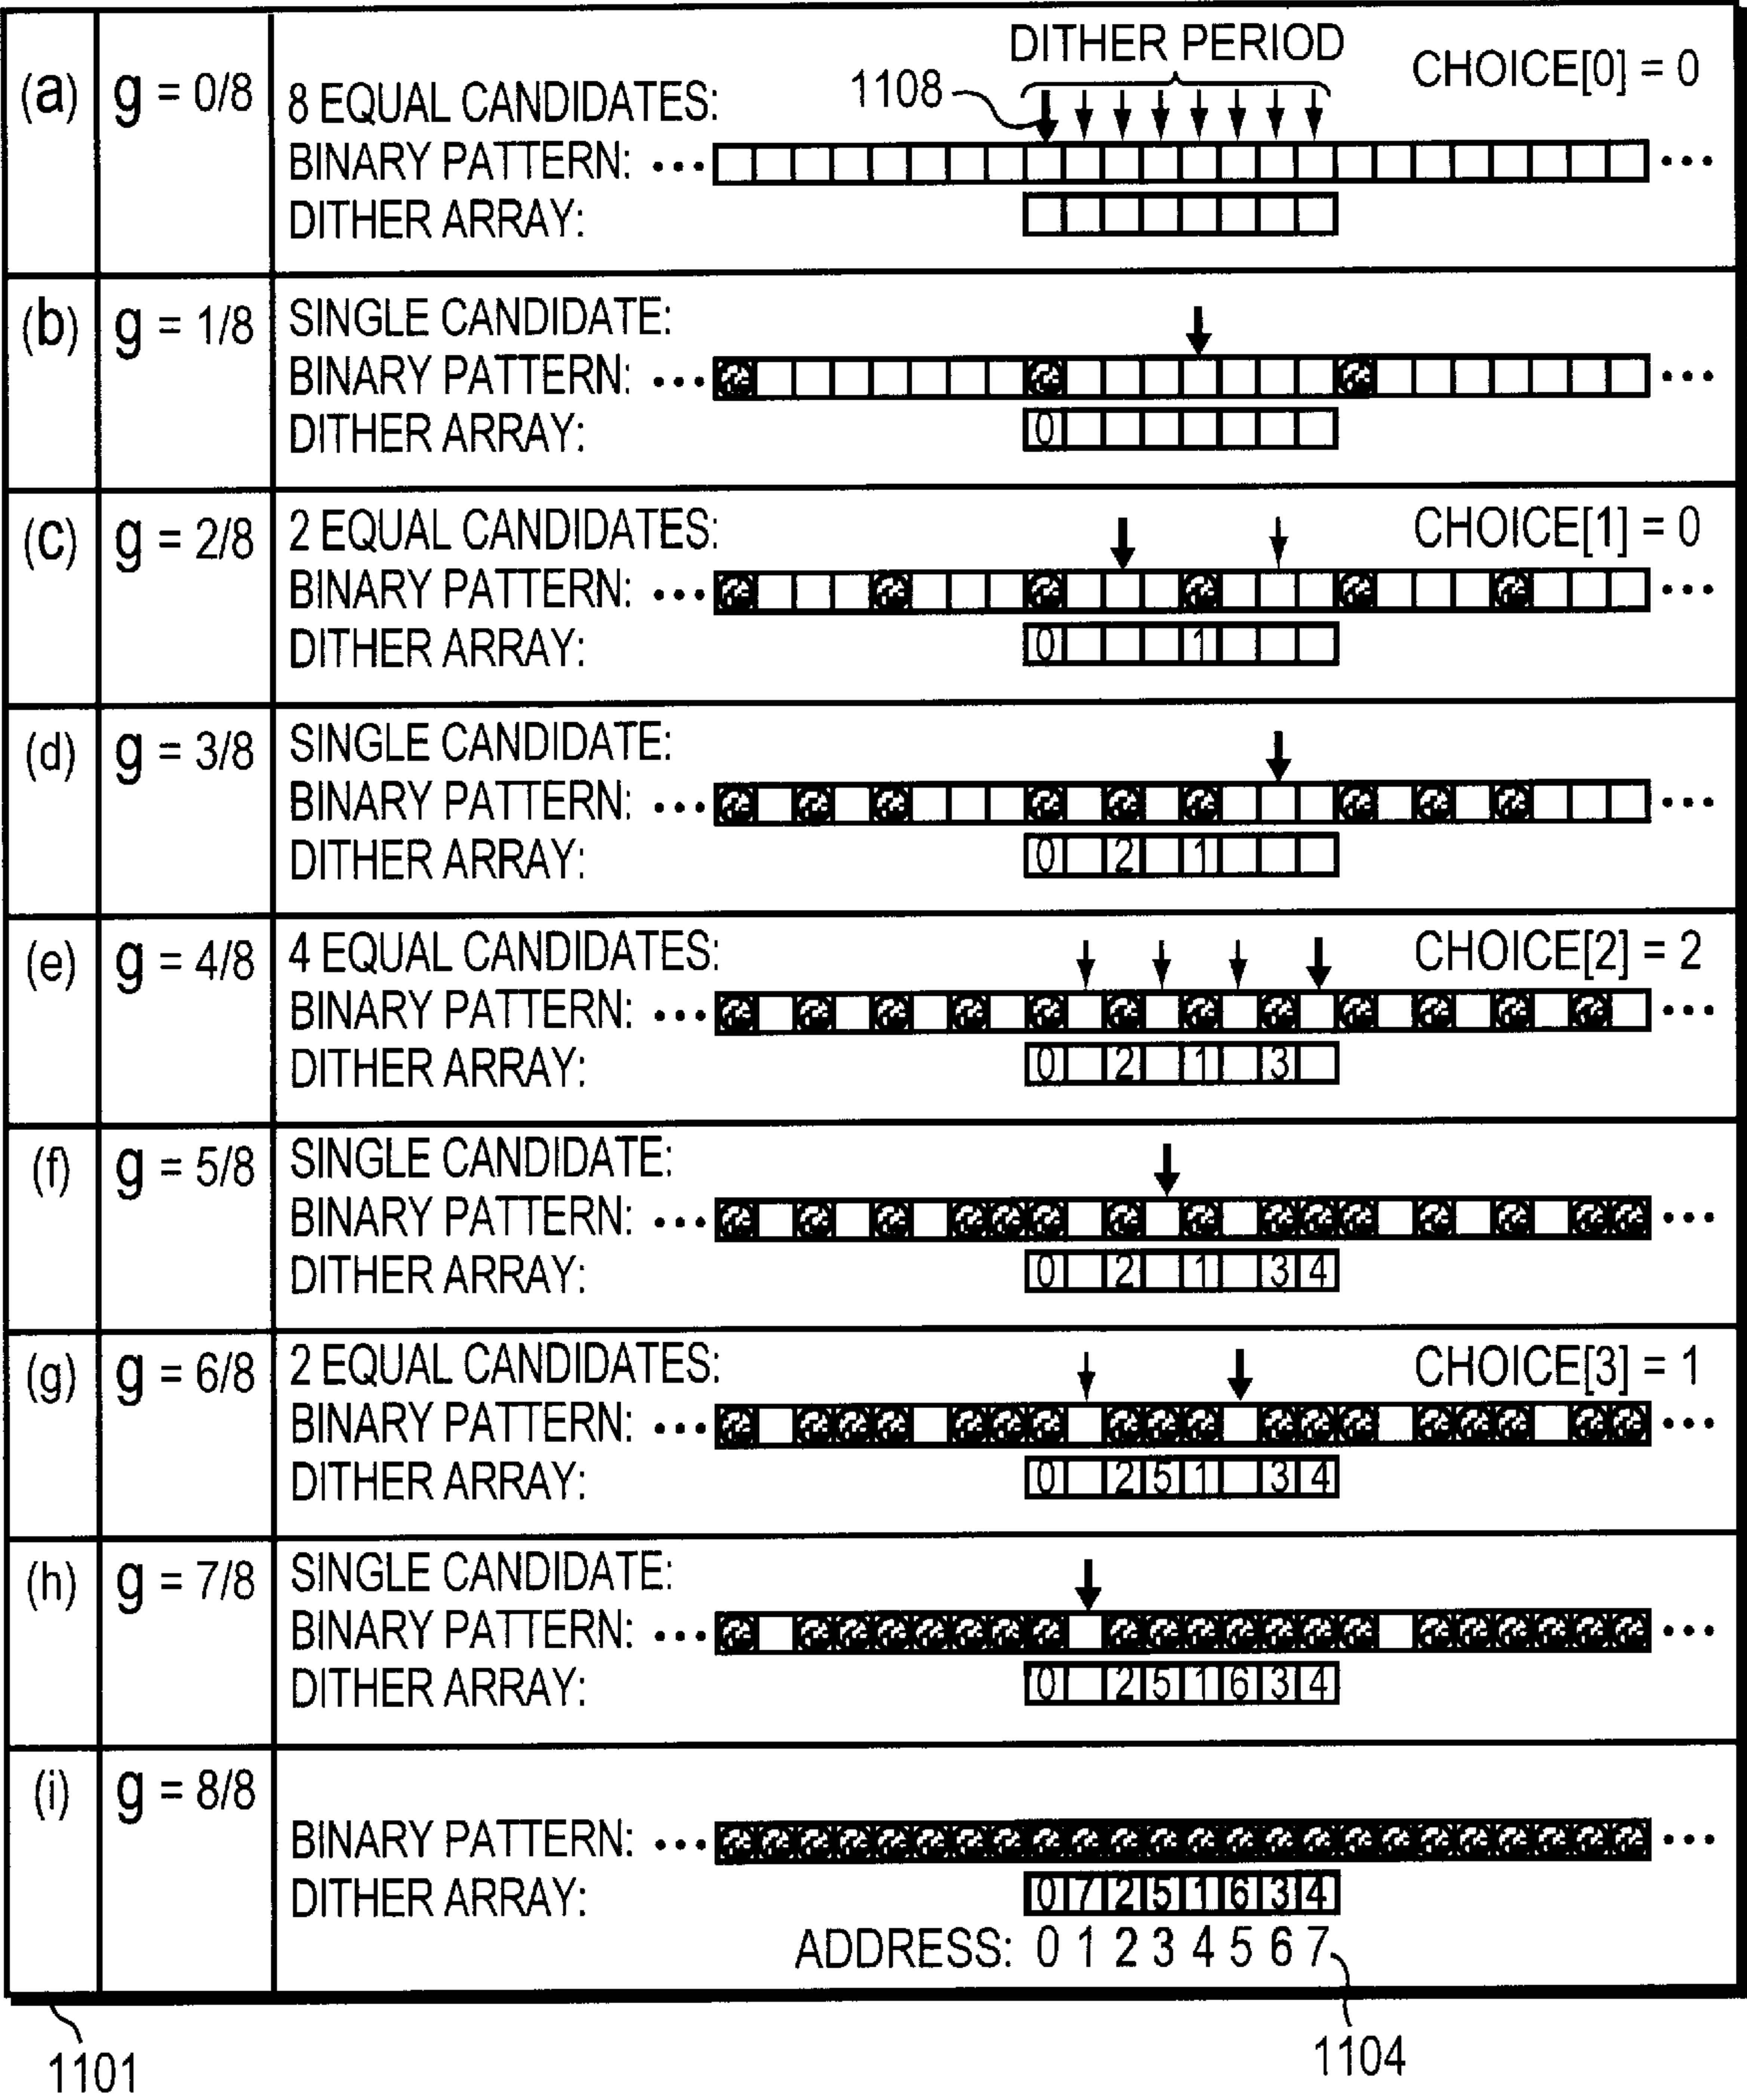 DITHER PERIOD
(a) g = 0/8 8 EQUAL CANDIDATES: 1108 CHOICE[0] = 0
BINARY PATTERN: ••• •••
DITHER ARRAY:
(b) g = 1/8 SINGLE CANDIDATE:
BINARY PATTERN: ••• •••
DITHER ARRAY: 0
(c) g = 2/8 2 EQUAL CANDIDATES: CHOICE[1] = 0
BINARY PATTERN: ••• •••
DITHER ARRAY: 0 1
(d) g = 3/8 SINGLE CANDIDATE:
BINARY PATTERN: ••• •••
DITHER ARRAY: 0 2 1
(e) g = 4/8 4 EQUAL CANDIDATES: CHOICE[2] = 2
BINARY PATTERN: ••• •••
DITHER ARRAY: 0 2 1 3
(f) g = 5/8 SINGLE CANDIDATE:
BINARY PATTERN: ••• •••
DITHER ARRAY: 0 2 1 3 4
(g) g = 6/8 2 EQUAL CANDIDATES: CHOICE[3] = 1
BINARY PATTERN: ••• •••
DITHER ARRAY: 0 2 5 1 3 4
(h) g = 7/8 SINGLE CANDIDATE:
BINARY PATTERN: ••• •••
DITHER ARRAY: 0 2 5 1 6 3 4
(i) g = 8/8
BINARY PATTERN: ••• •••
DITHER ARRAY: 0 7 2 5 1 6 3 4
ADDRESS: 0 1 2 3 4 5 6 7
1101 1104